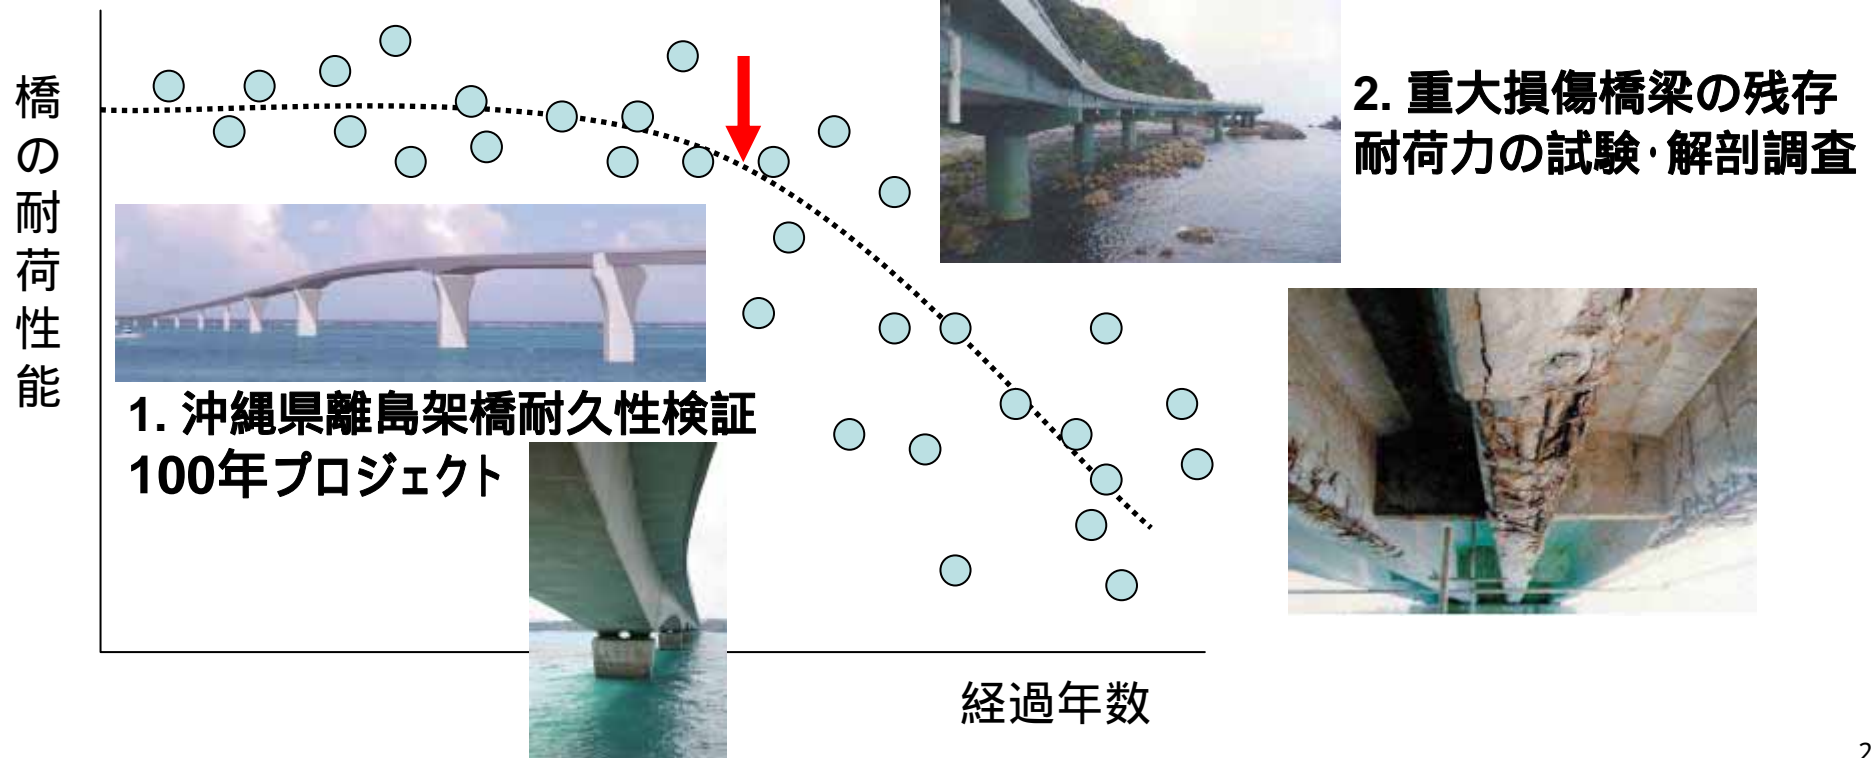 橋の耐荷性能
1. 沖縄県離島架橋耐久性検証
100年プロジェクト
2. 重大損傷橋梁の残存
耐荷力の試験・解剖調査
経過年数
2